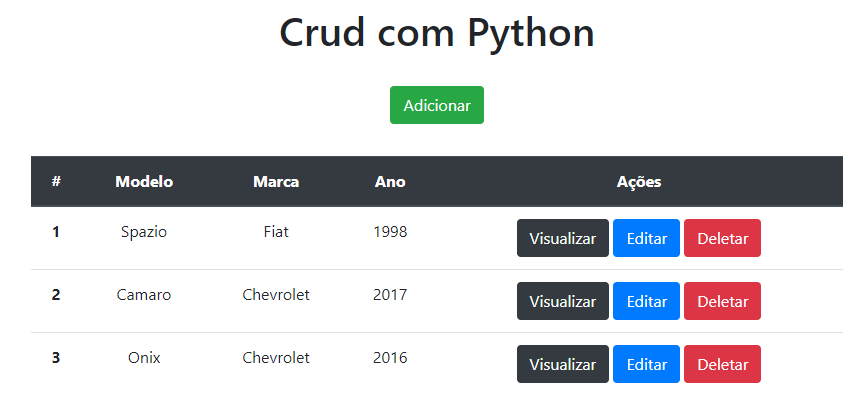 Crud com Python
Adicionar
# Modelo Marca Ano Ações
1 Spazio Fiat 1998 Visualizar Editar Deletar
2 Camaro Chevrolet 2017 Visualizar Editar Deletar
3 Onix Chevrolet 2016 Visualizar Editar Deletar